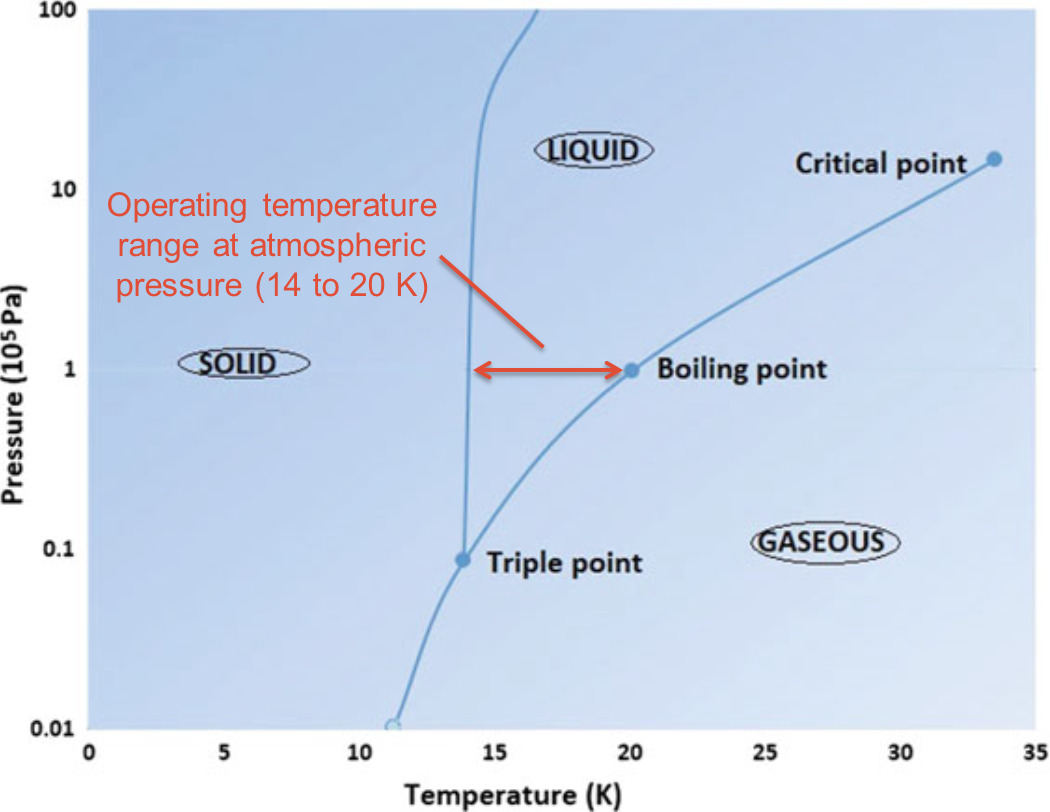 100
10
1
0.1
0.01
Pressure (10⁵ Pa)
Operating temperature
range at atmospheric
pressure (14 to 20 K)
LIQUID
Critical point
SOLID
Boiling point
GASEOUS
Triple point
0 5 10 15 20 25 30 35
Temperature (K)